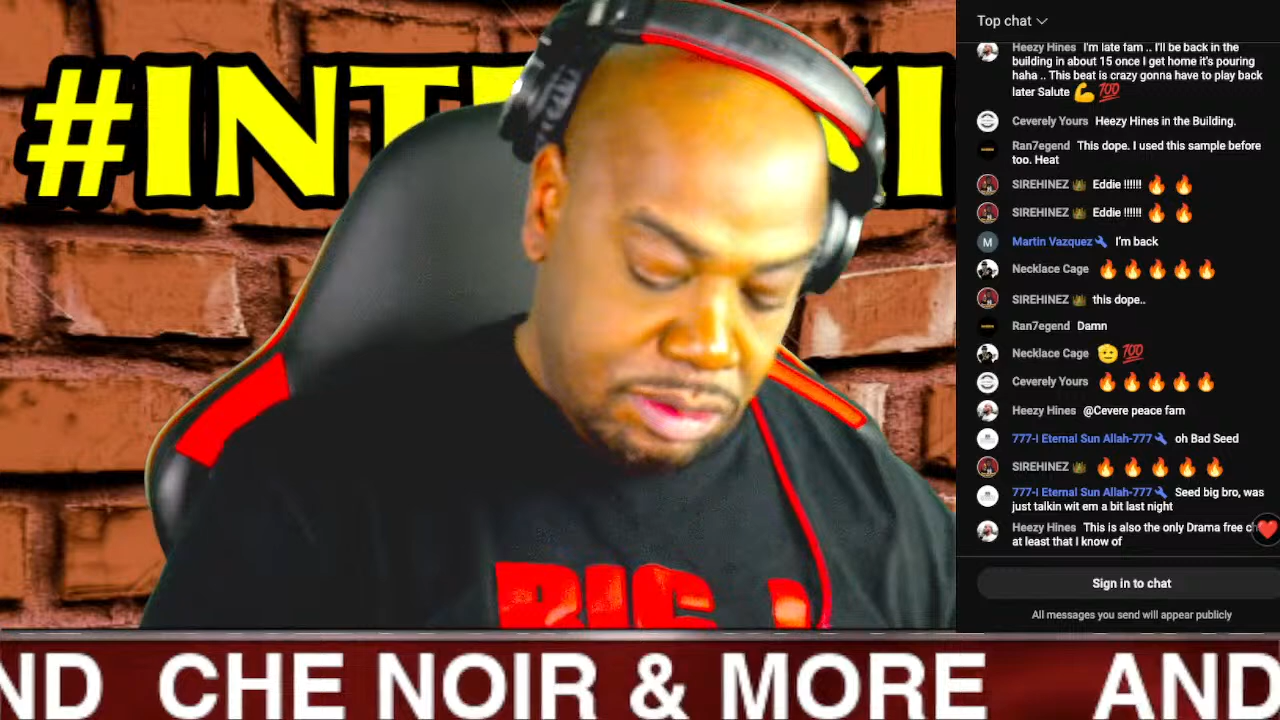 #INT
KI
BIG
ND CHE NOIR & MORE AND
Top chat
Heezy Hines I'm late fam .. I'll be back in the
building in about 15 once I get home it's pouring
haha .. This beat is crazy gonna have to play back
later Salute 💪💯
Ceverely Yours Heezy Hines in the Building.
Ran7egend This dope. I used this sample before
too. Heat
SIREHINEZ Eddie !!!!!! 🔥 🔥
SIREHINEZ Eddie !!!!!! 🔥 🔥
M Martin Vazquez I'm back
Necklace Cage 🔥🔥🔥🔥🔥
SIREHINEZ this dope..
Ran7egend Damn
Necklace Cage 🫡💯
Ceverely Yours 🔥🔥🔥🔥🔥
Heezy Hines @Cevere peace fam
777-I Eternal Sun Allah-777 oh Bad Seed
SIREHINEZ 🔥🔥🔥🔥🔥
777-I Eternal Sun Allah-777 Seed big bro, was
just talkin wit em a bit last night
Heezy Hines This is also the only Drama free c
at least that I know of
Sign in to chat
All messages you send will appear publicly